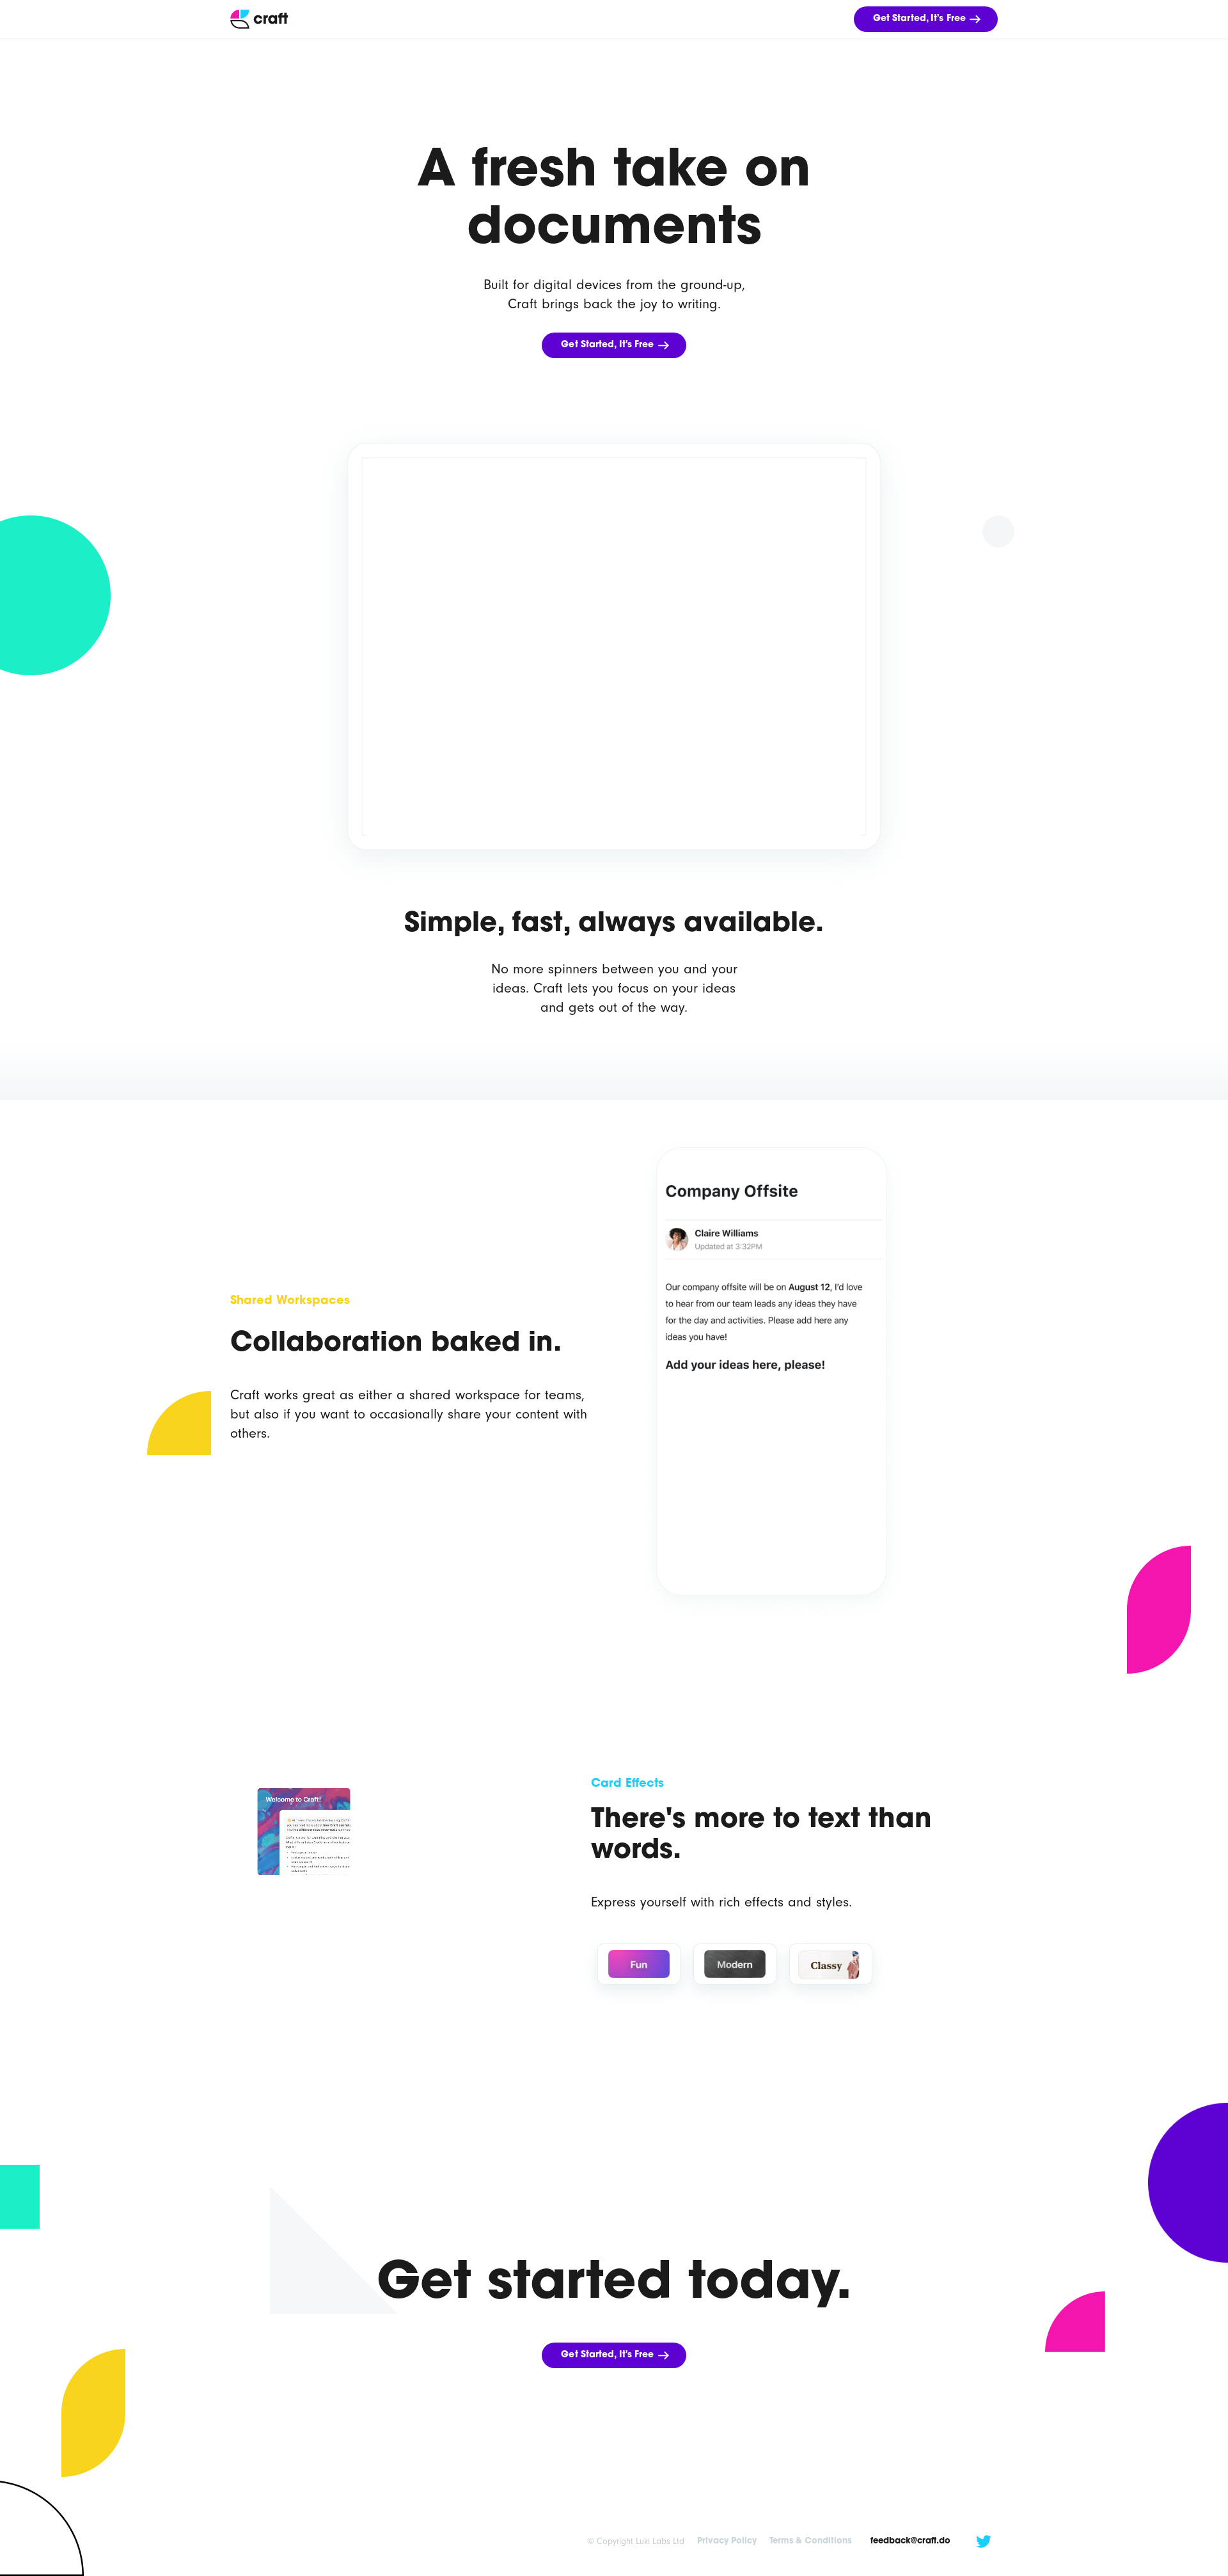 craft
Get Started, It's Free
A fresh take on
documents
Built for digital devices from the ground-up,
Craft brings back the joy to writing.
Get Started, It's Free
Simple, fast, always available.
No more spinners between you and your
ideas. Craft lets you focus on your ideas
and gets out of the way.
Company Offsite
Claire Williams
Updated at 3:32PM
Our company offsite will be on August 12, I'd love
to hear from our team leads any ideas they have
for the day and activities. Please add here any
ideas you have!
Add your ideas here, please!
Shared Workspaces
Collaboration baked in.
Craft works great as either a shared workspace for teams,
but also if you want to occasionally share your content with
others.
Welcome to Craft!
Card Effects
There's more to text than
words.
Express yourself with rich effects and styles.
Fun
Modern
Classy
Get started today.
Get Started, It's Free
© Copyright Luki Labs Ltd
Privacy Policy
Terms & Conditions
feedback@craft.do